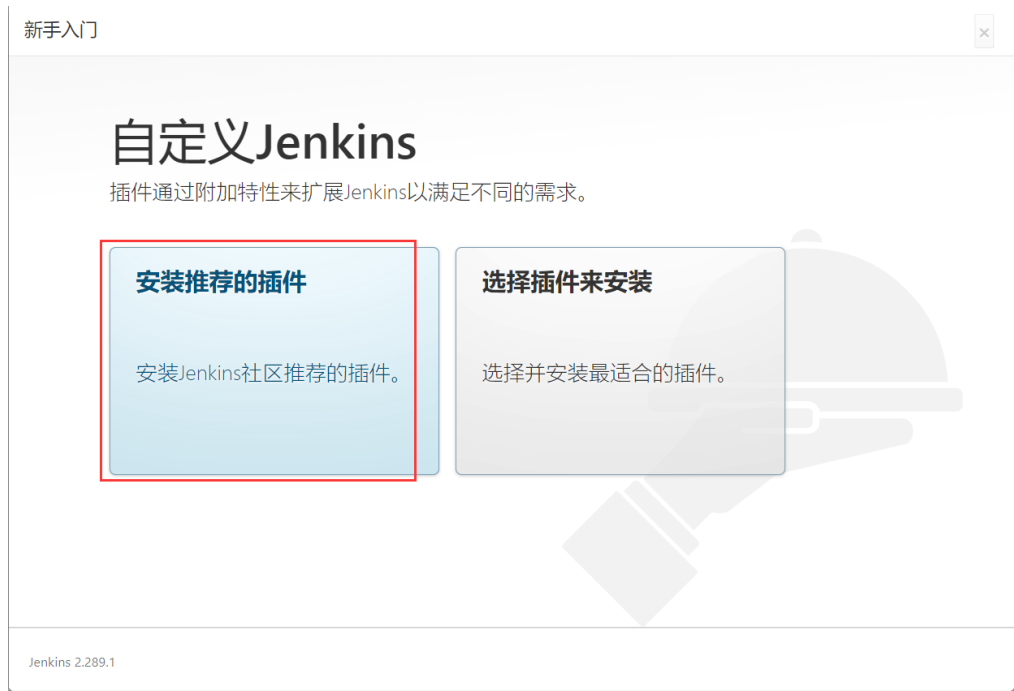 新手入门
×
自定义Jenkins
插件通过附加特性来扩展Jenkins以满足不同的需求。
安装推荐的插件
安装Jenkins社区推荐的插件。
选择插件来安装
选择并安装最适合的插件。
Jenkins 2.289.1